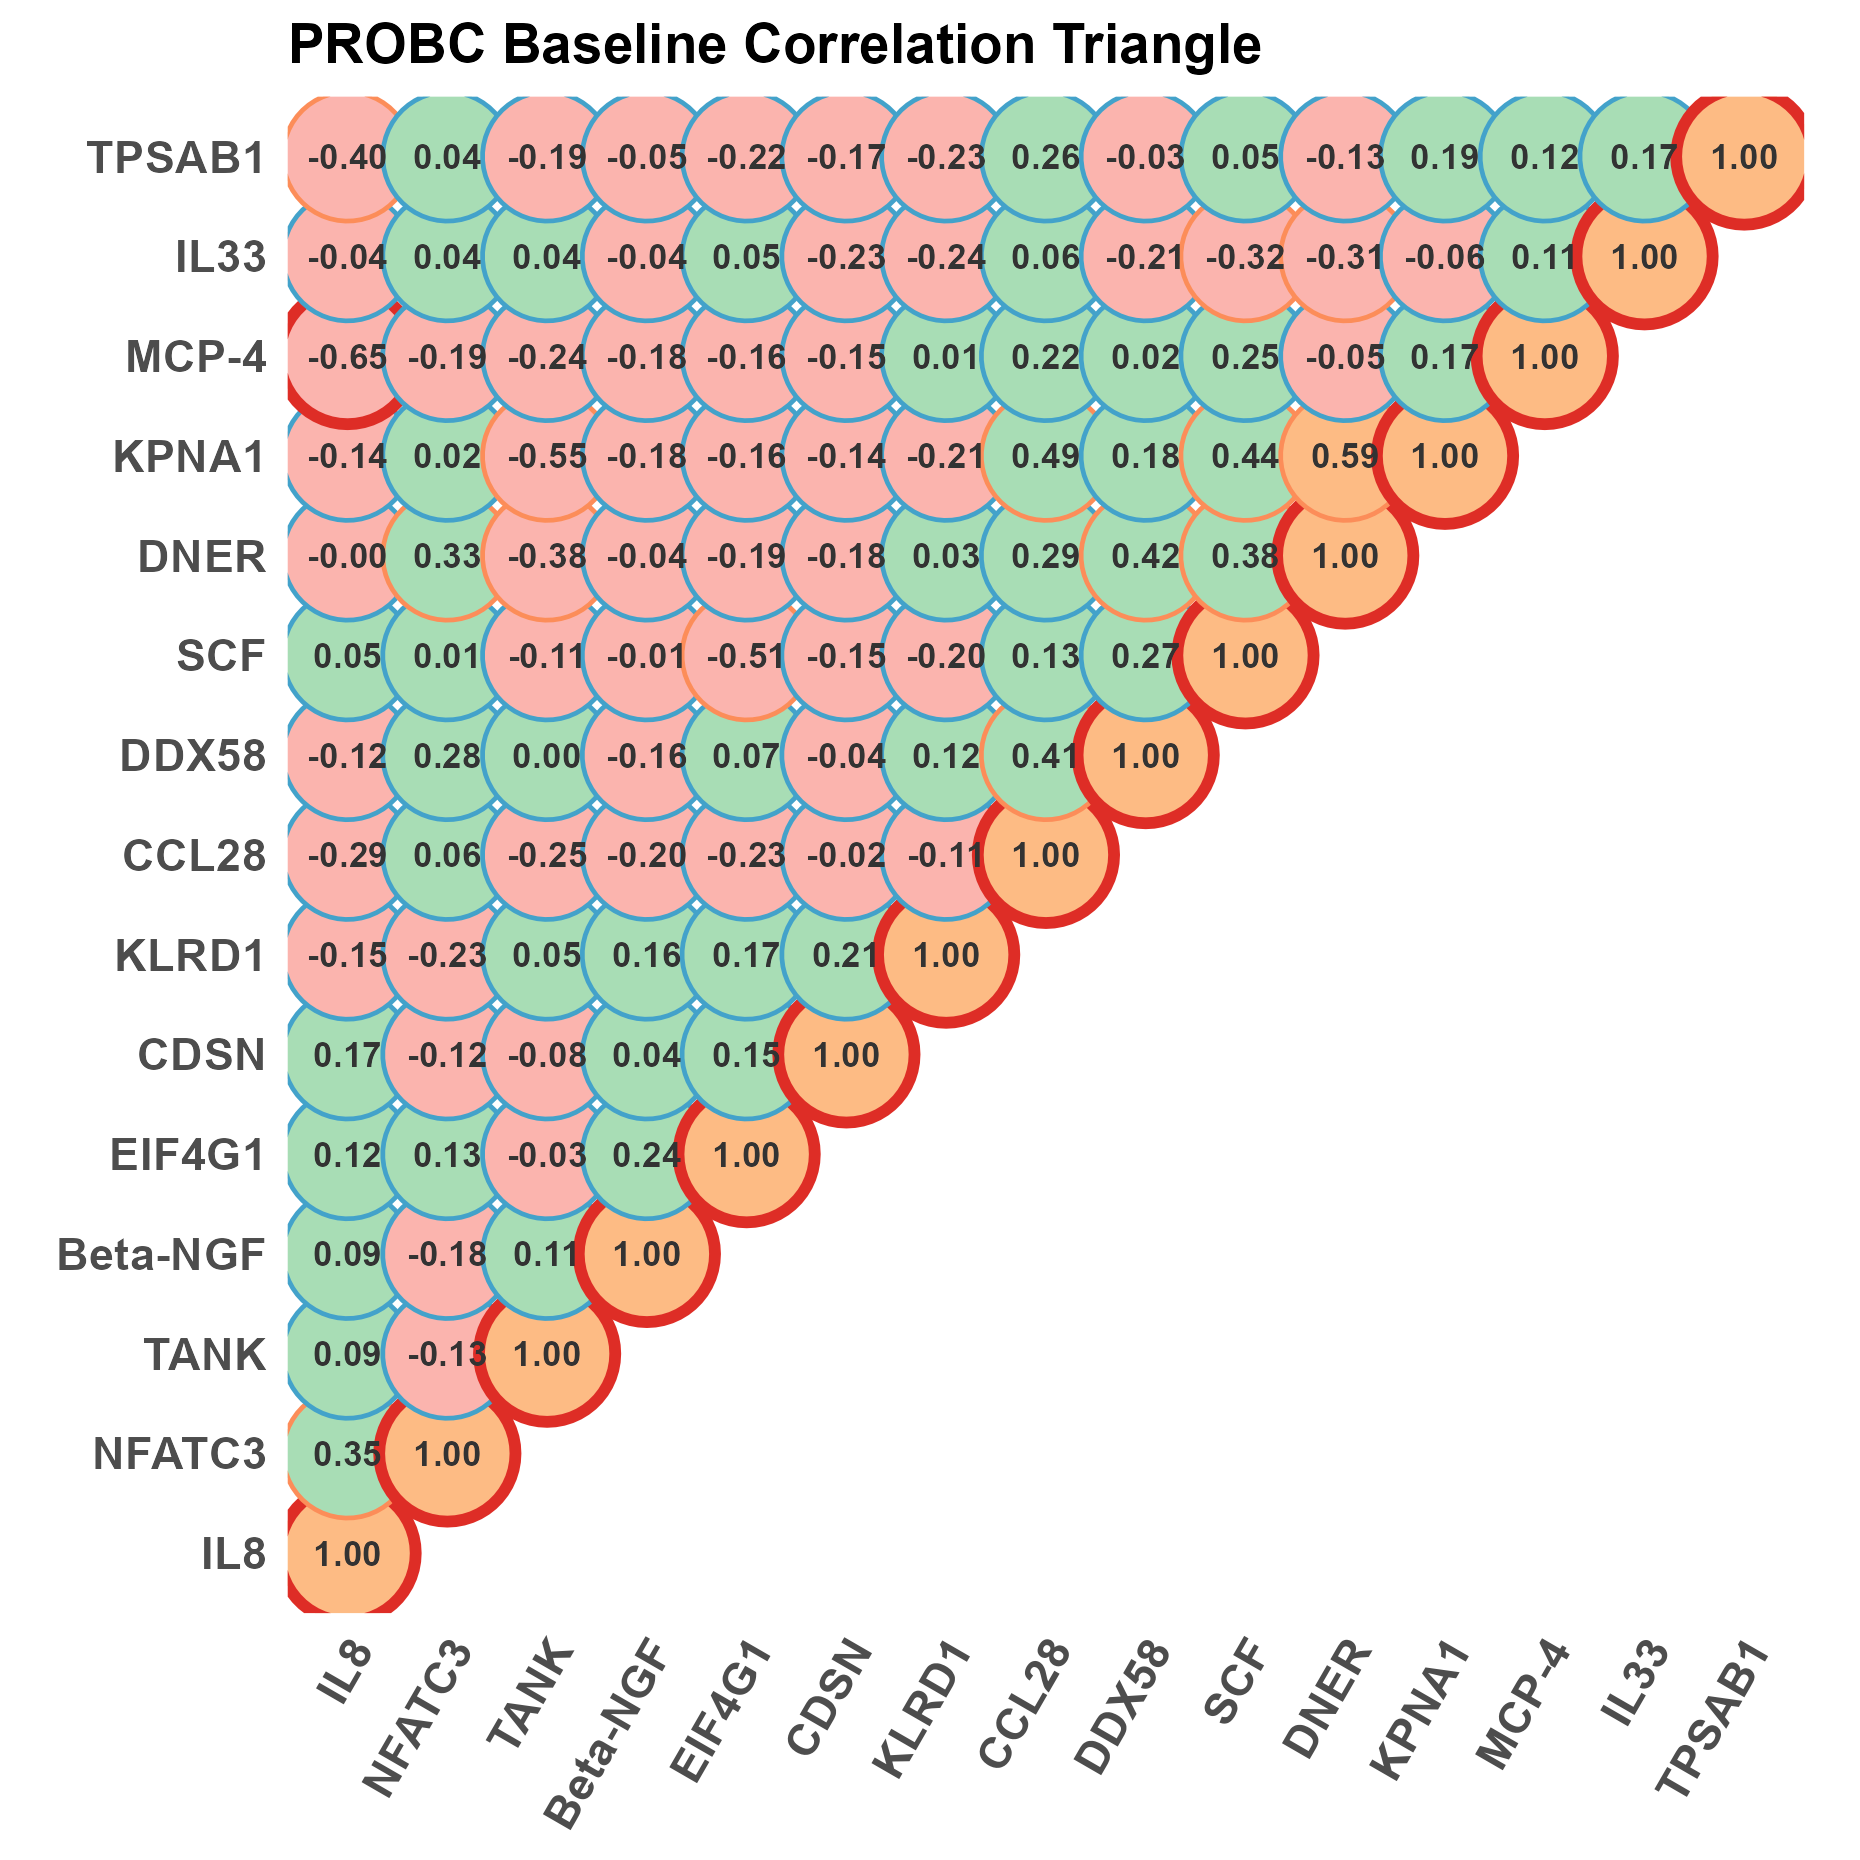 PROBC Baseline Correlation Triangle
TPSAB1 -0.40 0.04 -0.19 -0.05 -0.22 -0.17 -0.23 0.26 -0.03 0.05 -0.13 0.19 0.12 0.17 1.00
IL33 -0.04 0.04 0.04 -0.04 0.05 -0.23 -0.24 0.06 -0.21 -0.32 -0.31 -0.06 0.11 1.00
MCP-4 -0.65 -0.19 -0.24 -0.18 -0.16 -0.15 0.01 0.22 0.02 0.25 -0.05 0.17 1.00
KPNA1 -0.14 0.02 -0.55 -0.18 -0.16 -0.14 -0.21 0.49 0.18 0.44 0.59 1.00
DNER -0.00 0.33 -0.38 -0.04 -0.19 -0.18 0.03 0.29 0.42 0.38 1.00
SCF 0.05 0.01 -0.11 -0.01 -0.51 -0.15 -0.20 0.13 0.27 1.00
DDX58 -0.12 0.28 0.00 -0.16 0.07 -0.04 0.12 0.41 1.00
CCL28 -0.29 0.06 -0.25 -0.20 -0.23 -0.02 -0.11 1.00
KLRD1 -0.15 -0.23 0.05 0.16 0.17 0.21 1.00
CDSN 0.17 -0.12 -0.08 0.04 0.15 1.00
EIF4G1 0.12 0.13 -0.03 0.24 1.00
Beta-NGF 0.09 -0.18 0.11 1.00
TANK 0.09 -0.13 1.00
NFATC3 0.35 1.00
IL8 1.00
IL8 NFATC3 TANK Beta-NGF EIF4G1 CDSN KLRD1 CCL28 DDX58 SCF DNER KPNA1 MCP-4 IL33 TPSAB1